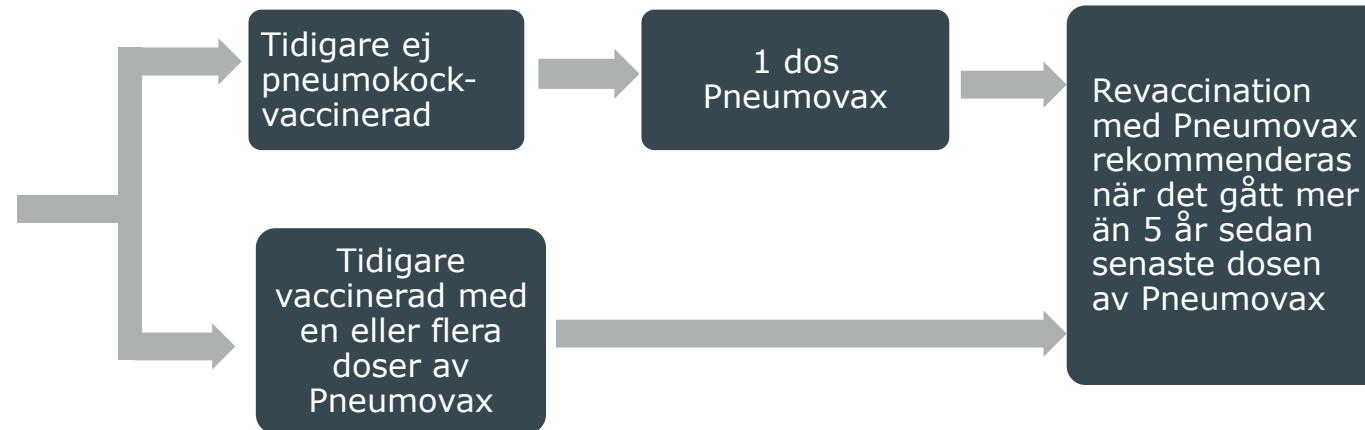 Tidigare ej
pneumokock-
vaccinerad
1 dos
Pneumovax
Revaccination
med Pneumovax
rekommenderas
när det gått mer
än 5 år sedan
senaste dosen
av Pneumovax
Tidigare
vaccinerad med
en eller flera
doser av
Pneumovax